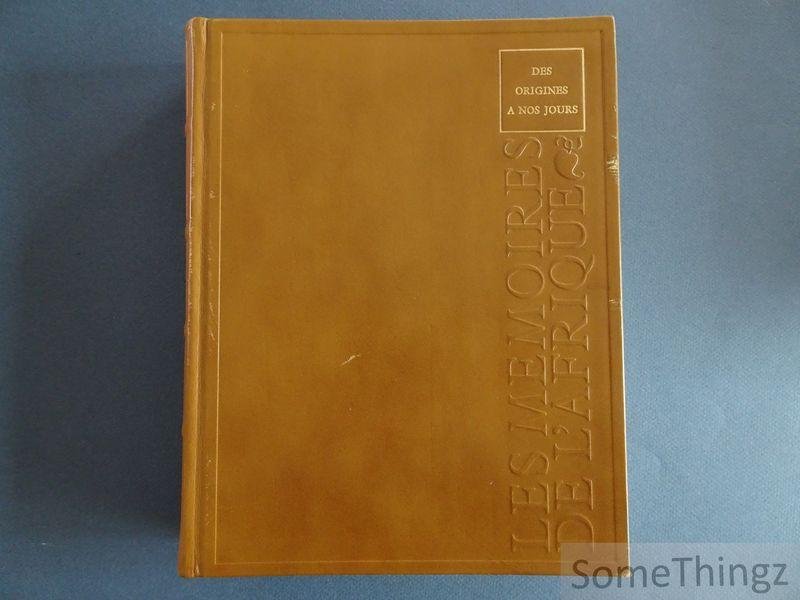 DES
ORIGINES
A NOS JOURS
LES MEMOIRES
DE L'AFRIQUE
SomeThingz